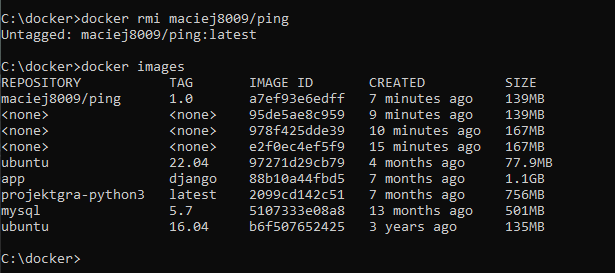 C:\docker>docker rmi maciej8009/ping
Untagged: maciej8009/ping:latest
C:\docker>docker images
REPOSITORY TAG IMAGE ID CREATED SIZE
maciej8009/ping 1.0 a7ef93e6edff 7 minutes ago 139MB
<none> <none> 95de5ae8c959 9 minutes ago 139MB
<none> <none> 978f425dde39 10 minutes ago 167MB
<none> <none> e2f0ec4ef5f9 15 minutes ago 167MB
ubuntu 22.04 97271d29cb79 4 months ago 77.9MB
app django 88b10a44fbd5 7 months ago 1.1GB
projektgra-python3 latest 2099cd142c51 7 months ago 756MB
mysql 5.7 5107333e08a8 13 months ago 501MB
ubuntu 16.04 b6f507652425 3 years ago 135MB
C:\docker>